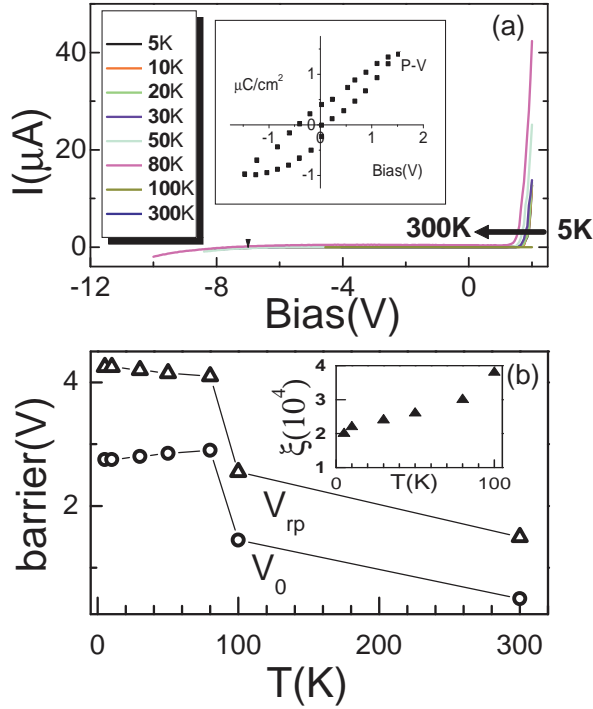 (a)
40
20
0
I(μA)
5K
10K
20K
30K
50K
80K
100K
300K
μC/cm²
P-V
1
0
-1
-1
0
1
2
Bias(V)
300K
5K
-12
-8
-4
0
Bias(V)
(b)
4
2
barrier(V)
V_rp
V_0
4
3
2
1
ξ(10⁴)
0
T(K)
100
0
100
200
300
T(K)